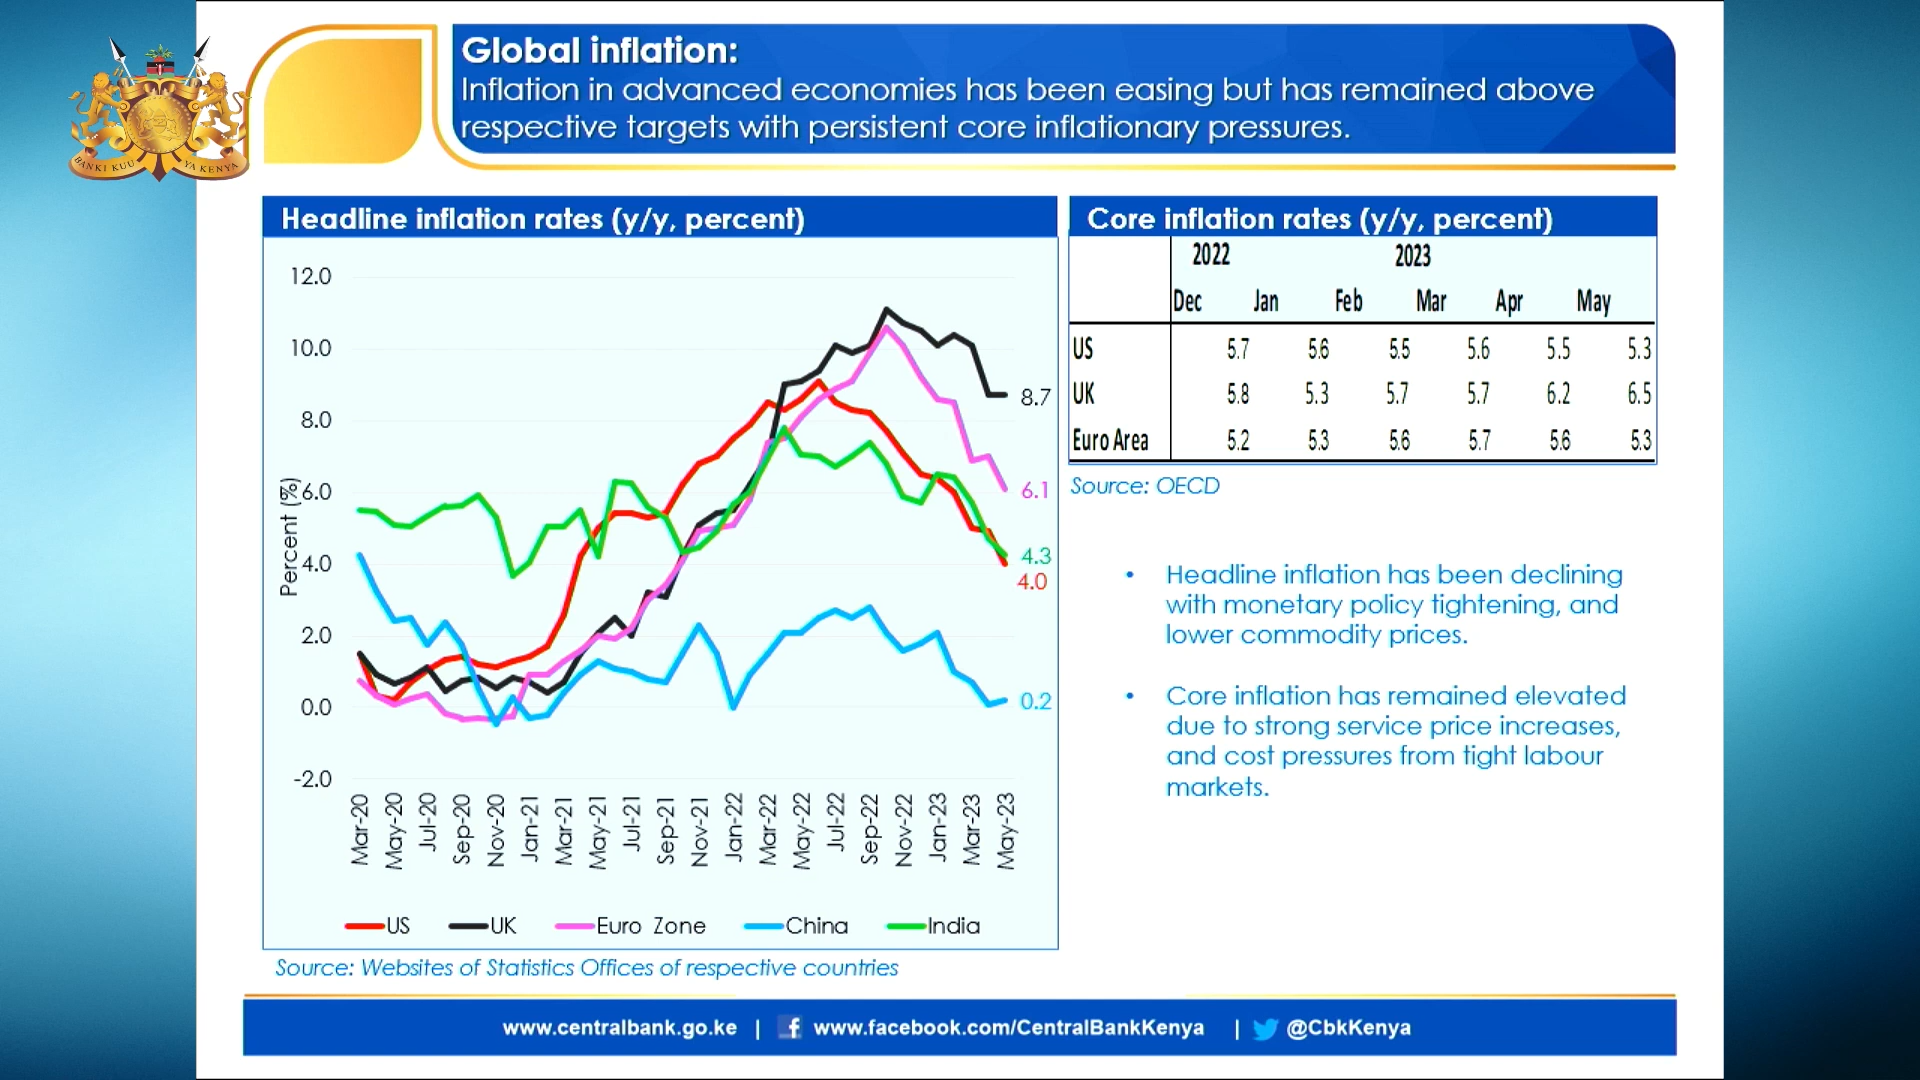 BANKI KUU YA KENYA
Global inflation:
Inflation in advanced economies has been easing but has remained above
respective targets with persistent core inflationary pressures.
Headline inflation rates (y/y, percent)
Percent (%)
12.0
10.0
8.0
6.0
4.0
2.0
0.0
-2.0
8.7
6.1
4.3
4.0
0.2
Mar-20 May-20 Jul-20 Sep-20 Nov-20 Jan-21 Mar-21 May-21 Jul-21 Sep-21 Nov-21 Jan-22 Mar-22 May-22 Jul-22 Sep-22 Nov-22 Jan-23 Mar-23 May-23
US UK Euro Zone China India
Source: Websites of Statistics Offices of respective countries
Core inflation rates (y/y, percent)
2022 2023
Dec Jan Feb Mar Apr May
US 5.7 5.6 5.5 5.6 5.5 5.3
UK 5.8 5.3 5.7 5.7 6.2 6.5
Euro Area 5.2 5.3 5.6 5.7 5.6 5.3
Source: OECD
• Headline inflation has been declining
with monetary policy tightening, and
lower commodity prices.
• Core inflation has remained elevated
due to strong service price increases,
and cost pressures from tight labour
markets.
www.centralbank.go.ke | www.facebook.com/CentralBankKenya | @CbkKenya